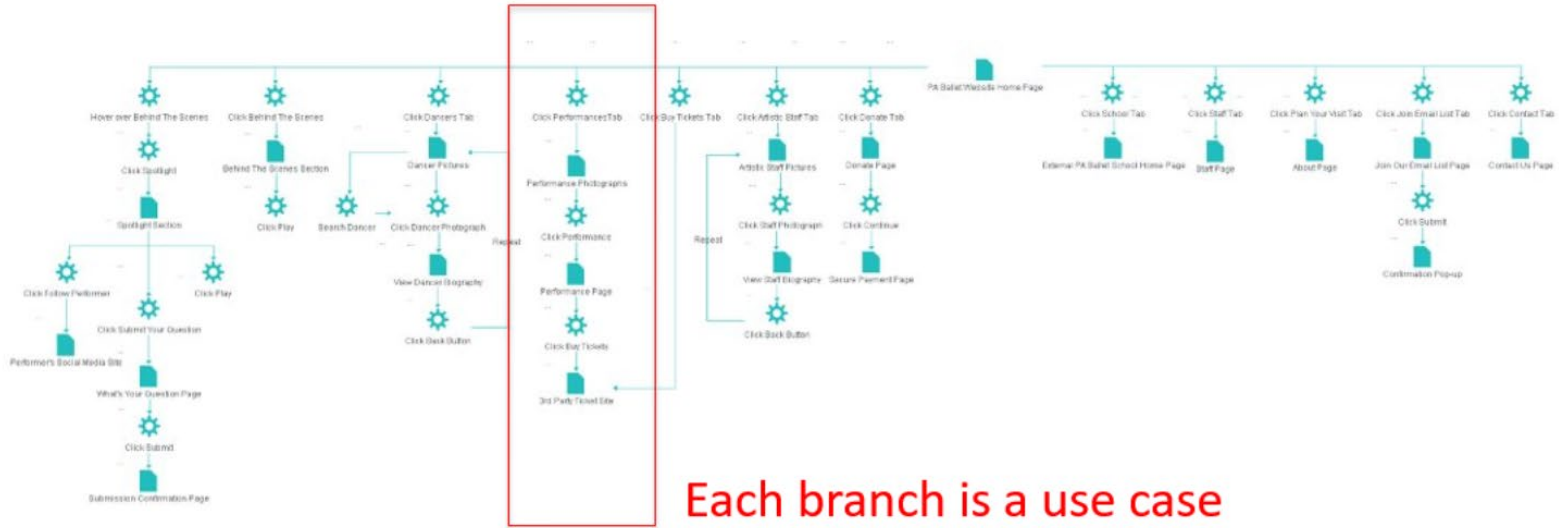 PA Ballet Website Home Page
Hover over Behind The Scenes
Click Behind The Scenes
Click Dancers Tab
Click Performances Tab
Click Buy Tickets Tab
Click Artistic Staff Tab
Click Donate Tab
Click School Tab
Click Staff Tab
Click Plan Your Visit Tab
Click Join Email List Tab
Click Contact Tab
Click Spotlight
Behind The Scenes Section
Dancer Pictures
Performance Photographs
Artistic Staff Pictures
Donate Page
External PA Ballet School Home Page
Staff Page
About Page
Join Our Email List Page
Contact Us Page
Spotlight Section
Click Play
Search Dancer
Click Dancer Photograph
Repeat
Click Performance
Repeat
Click Staff Photograph
Click Continue
Click Submit
Click Follow Performer
Click Play
View Dancer Biography
Performance Page
View Staff Biography
Secure Payment Page
Confirmation Pop-up
Click Submit Your Question
Click Back Button
Click Buy Tickets
Click Back Button
Performer's Social Media Site
What's Your Question Page
3rd Party Ticket Site
Click Submit
Submission Confirmation Page
Each branch is a use case